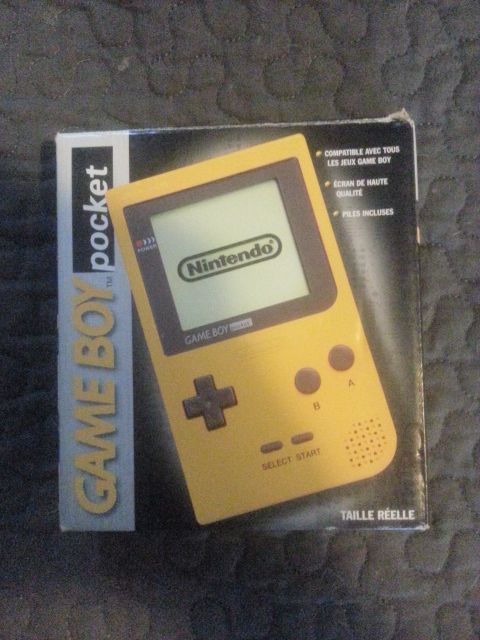 GAME BOY™ pocket
COMPATIBLE AVEC TOUS
LES JEUX GAME BOY
ÉCRAN DE HAUTE
QUALITÉ
PILES INCLUSES
POWER
Nintendo®
GAME BOY pocket
B
A
SELECT START
TAILLE RÉELLE